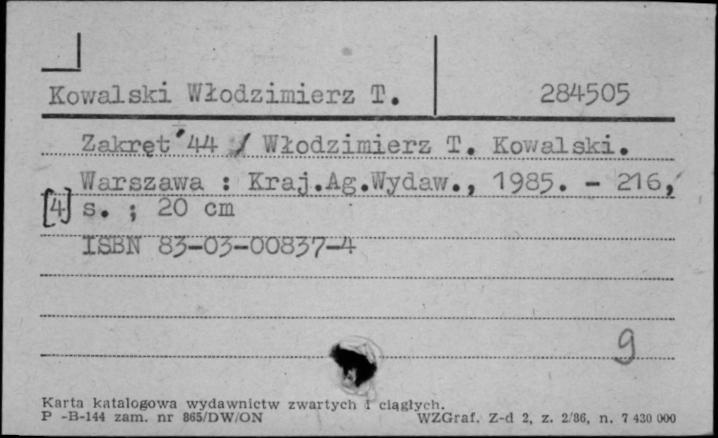 Kowalski Włodzimierz T. 284505
Zakręt '44 / Włodzimierz T. Kowalski.
Warszawa : Kraj.Ag.Wydaw., 1985. - 216,
[4] s. ; 20 cm
ISBN 83-03-00837-4
9
Karta katalogowa wydawnictw zwartych i ciągłych.
P -B-144 zam. nr 865/DW/ON WZGraf. Z-d 2, z. 2/86, n. 7 430 000